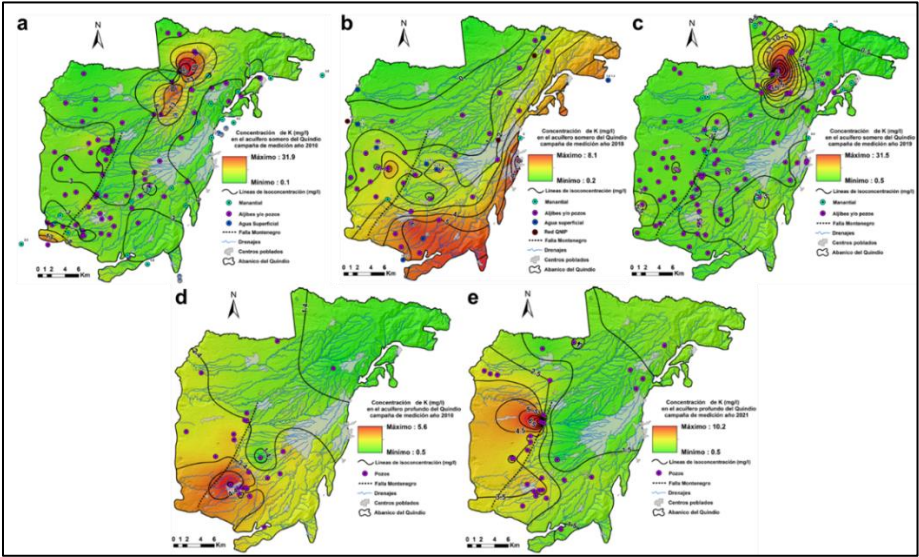 a
N
Concentración de K (mg/l)
en el acuífero somero del Quindío
campaña de medición año 2016
Máximo : 31.9
Mínimo : 0.1
Líneas de isoconcentración (mg/l)
Manantial
Aljibes y/o pozos
Agua Superficial
Falla Montenegro
Drenajes
Centros poblados
Abanico del Quindío
0 1 2 4 6
Km
b
N
Concentración de K (mg/l)
en el acuífero somero del Quindío
Máximo : 8.1
Mínimo : 0.2
Líneas de isoconcentración (mg/l)
Manantial
Aljibes y/o pozos
Agua superficial
Red QMP
Falla Montenegro
Drenajes
Centros poblados
Abanico del Quindío
0 1 2 4 6
Km
c
N
Concentración de K (mg/l)
en el acuífero somero del Quindío
campaña de medición año 2019
Máximo : 31.5
Mínimo : 0.5
Líneas de isoconcentración (mg/l)
Manantial
Aljibes y/o pozos
Falla Montenegro
Drenajes
Centros poblados
Abanico del Quindío
0 1 2 4 6
Km
d
N
Concentración de K (mg/l)
en el acuífero profundo del Quindío
campaña de medición año 2016
Máximo : 5.6
Mínimo : 0.5
Líneas de isoconcentración (mg/l)
Pozos
Falla Montenegro
Drenajes
Centros poblados
Abanico del Quindío
0 1 2 4 6
Km
e
N
Concentración de K (mg/l)
en el acuífero profundo del Quindío
campaña de medición año 2021
Máximo : 10.2
Mínimo : 0.5
Líneas de isoconcentración (mg/l)
Pozos
Falla Montenegro
Drenajes
Centros poblados
Abanico del Quindío
0 1 2 4 6
Km